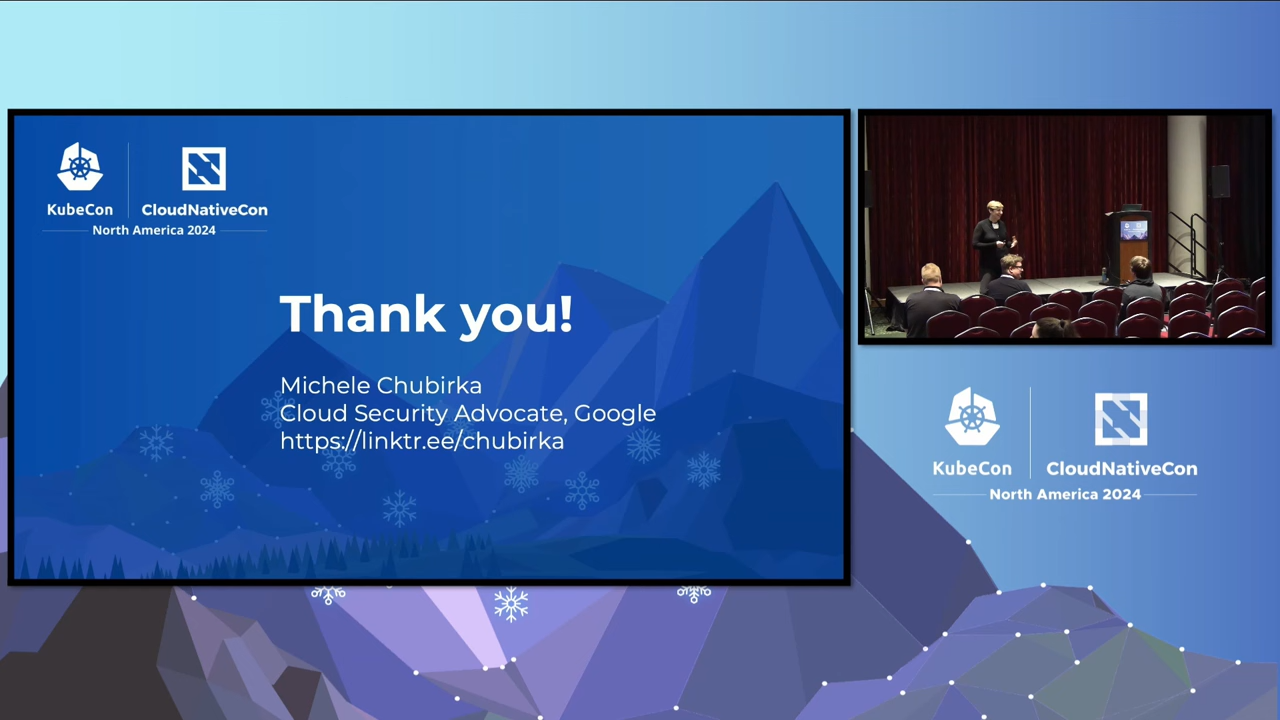 KubeCon
CloudNativeCon
North America 2024
Thank you!
Michele Chubirka
Cloud Security Advocate, Google
https://linktr.ee/chubirka
KubeCon
CloudNativeCon
North America 2024